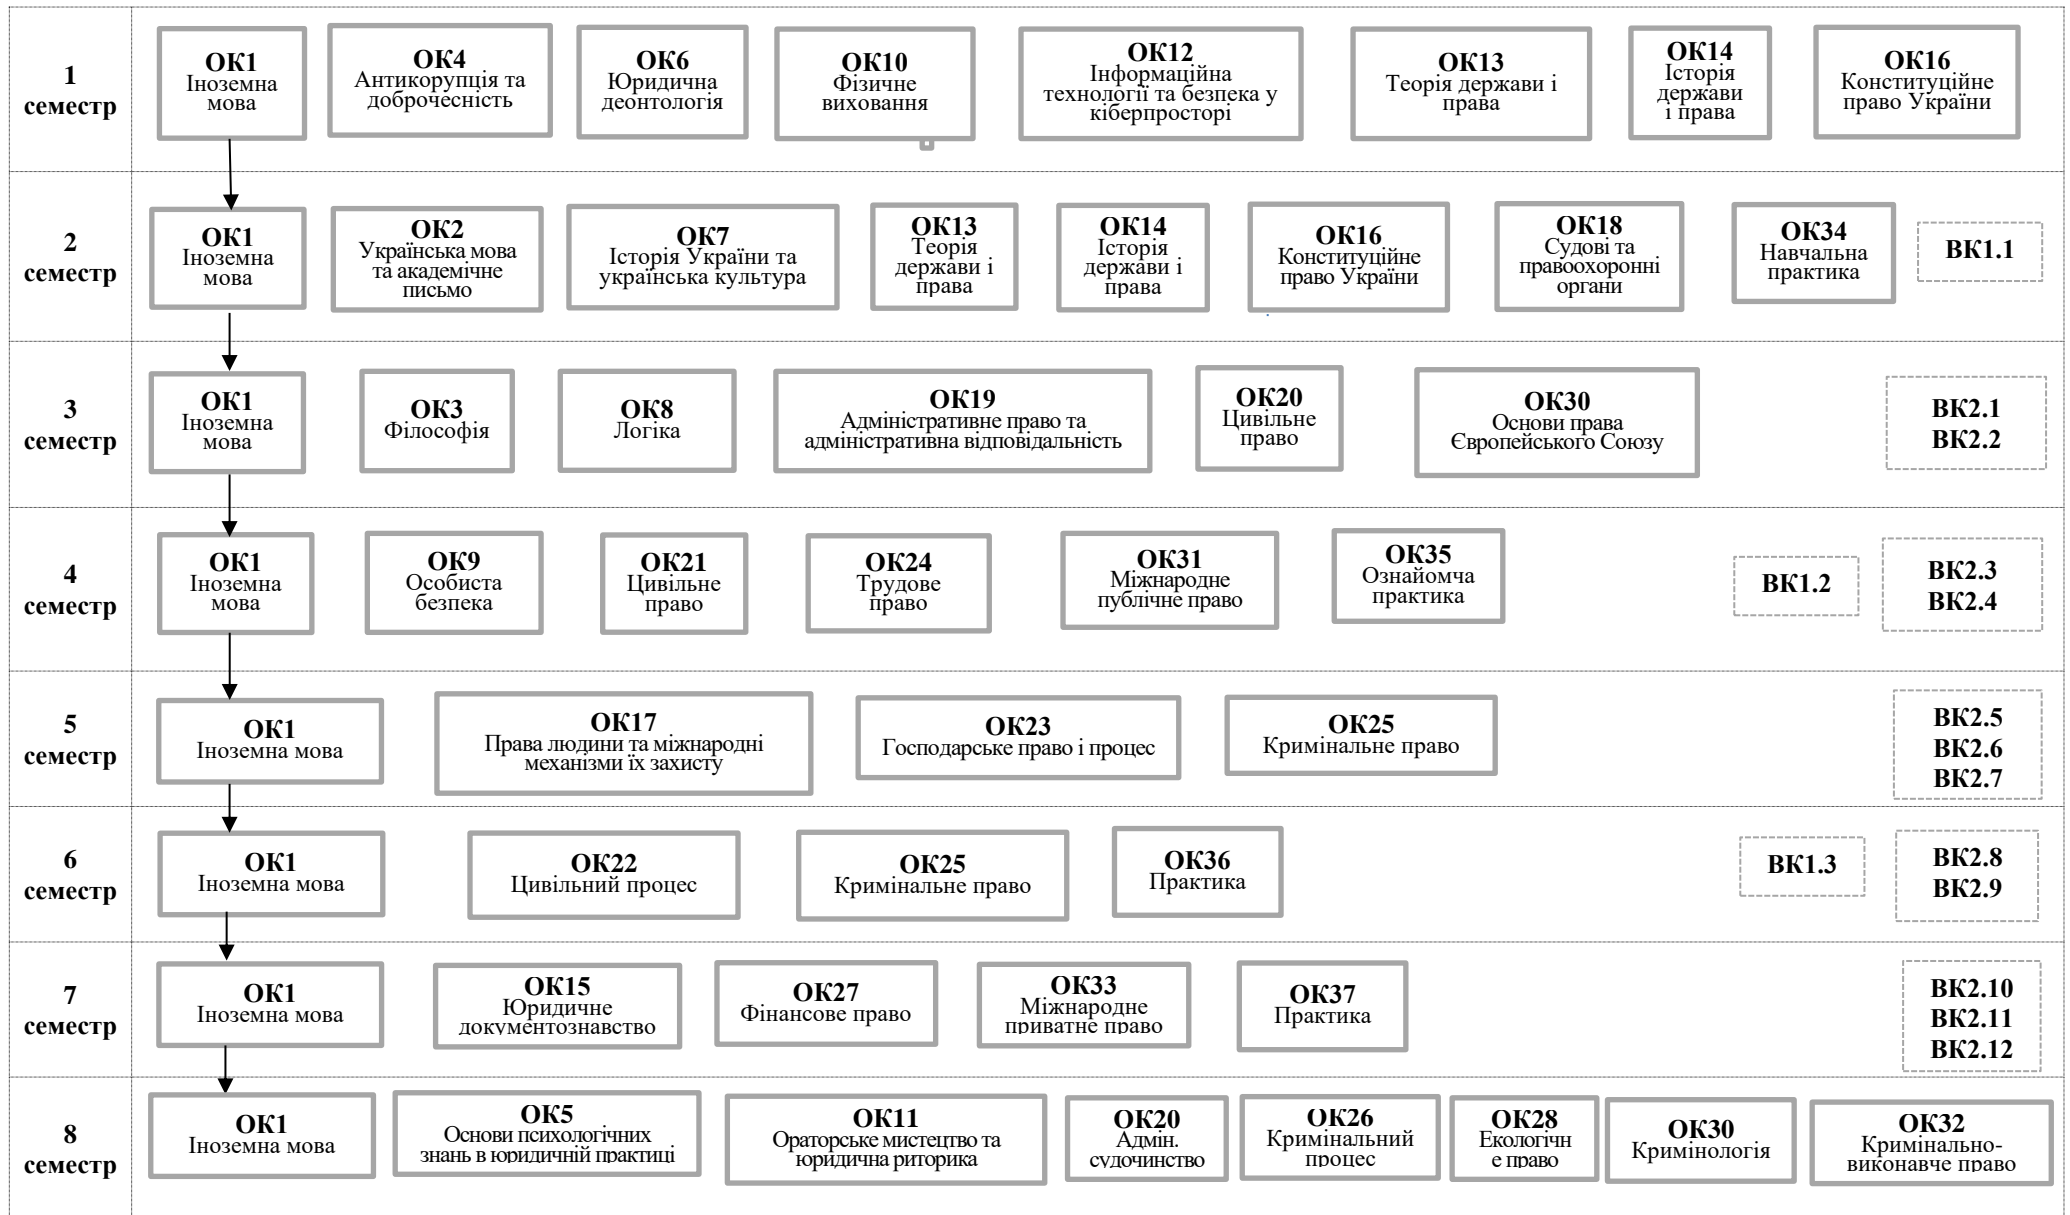 1
семестр
ОК1
Іноземна
мова
ОК4
Антикорупція та
доброчесність
ОК6
Юридична
деонтологія
ОК10
Фізичне
виховання
ОК12
Інформаційна
технології та безпека у
кіберпросторі
ОК13
Теорія держави і
права
ОК14
Історія
держави
і права
ОК16
Конституційне
право України
2
семестр
ОК1
Іноземна
мова
ОК2
Українська мова
та академічне
письмо
ОК7
Історія України та
українська культура
ОК13
Теорія
держави і
права
ОК14
Історія
держави і
права
ОК16
Конституційне
право України
ОК18
Судові та
правоохоронні
органи
ОК34
Навчальна
практика
ВК1.1
3
семестр
ОК1
Іноземна
мова
ОК3
Філософія
ОК8
Логіка
ОК19
Адміністративне право та
адміністративна відповідальність
ОК20
Цивільне
право
ОК30
Основи права
Європейського Союзу
ВК2.1
ВК2.2
4
семестр
ОК1
Іноземна
мова
ОК9
Особиста
безпека
ОК21
Цивільне
право
ОК24
Трудове
право
ОК31
Міжнародне
публічне право
ОК35
Ознайомча
практика
ВК1.2
ВК2.3
ВК2.4
5
семестр
ОК1
Іноземна мова
ОК17
Права людини та міжнародні
механізми їх захисту
ОК23
Господарське право і процес
ОК25
Кримінальне право
ВК2.5
ВК2.6
ВК2.7
6
семестр
ОК1
Іноземна мова
ОК22
Цивільний процес
ОК25
Кримінальне право
ОК36
Практика
ВК1.3
ВК2.8
ВК2.9
7
семестр
ОК1
Іноземна мова
ОК15
Юридичне
документознавство
ОК27
Фінансове право
ОК33
Міжнародне
приватне право
ОК37
Практика
ВК2.10
ВК2.11
ВК2.12
8
семестр
ОК1
Іноземна мова
ОК5
Основи психологічних
знань в юридичній практиці
ОК11
Ораторське мистецтво та
юридична риторика
ОК20
Адмін.
судочинство
ОК26
Кримінальний
процес
ОК28
Екологічн
е право
ОК30
Кримінологія
ОК32
Кримінально-
виконавче право